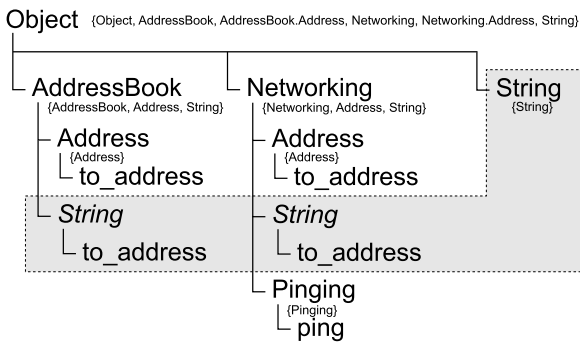 Object {Object, AddressBook, AddressBook.Address, Networking, Networking.Address, String}
AddressBook Networking String
{AddressBook, Address, String} {Networking, Address, String} {String}
Address Address
{Address} {Address}
to_address to_address
String String
to_address to_address
Pinging
{Pinging}
ping